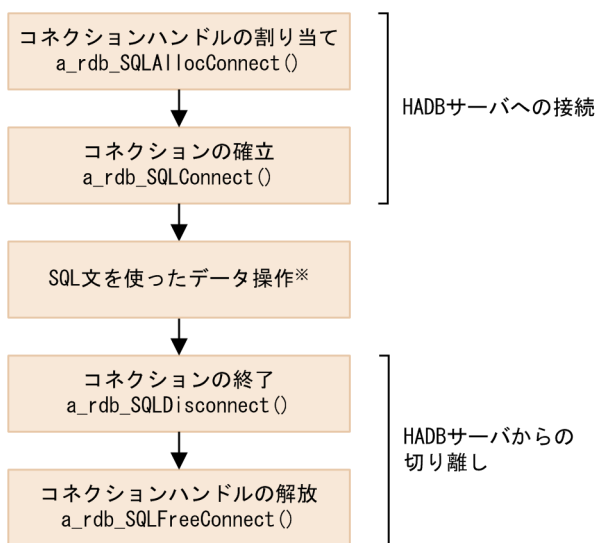 コネクションハンドルの割り当て
a_rdb_SQLAllocConnect()
HADBサーバへの接続
コネクションの確立
a_rdb_SQLConnect()
SQL文を使ったデータ操作※
コネクションの終了
a_rdb_SQLDisconnect()
HADBサーバからの
切り離し
コネクションハンドルの解放
a_rdb_SQLFreeConnect()